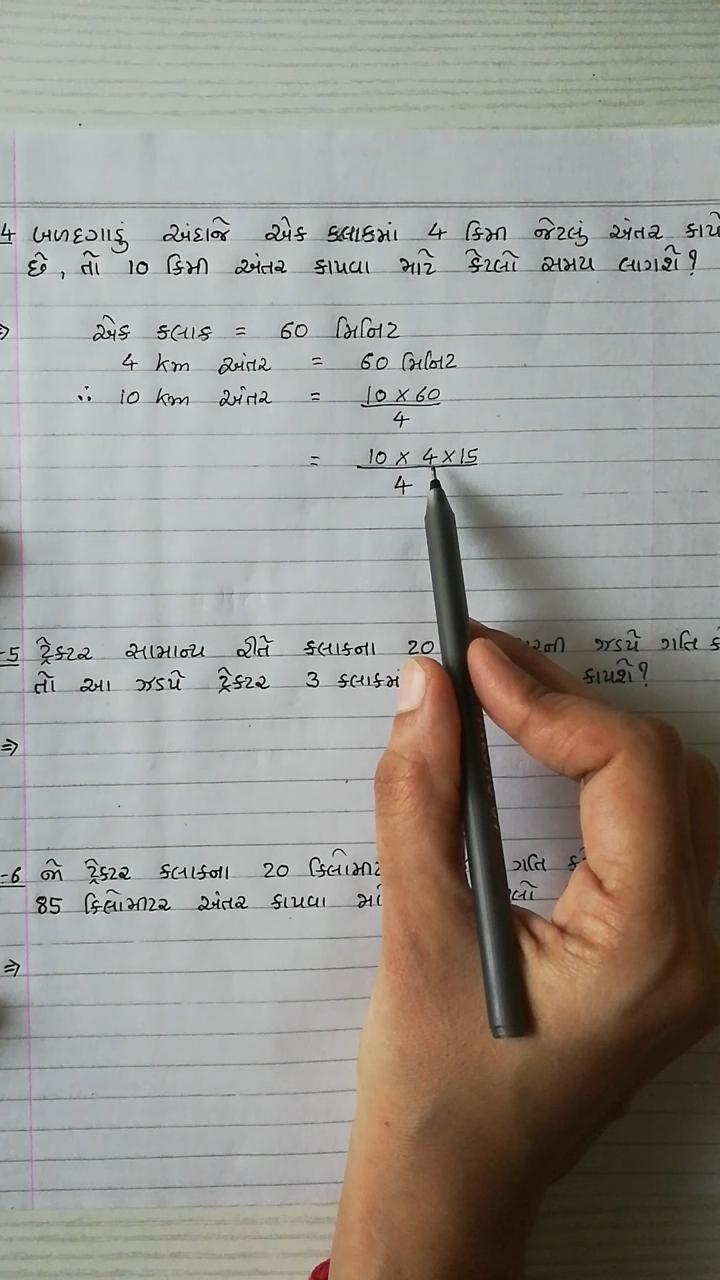 4 બળદગાડું અંદાજે એક કલાકમાં 4 કિમી જેટલું અંતર કાપે
છે, તો 10 કિમી અંતર કાપવા માટે કેટલો સમય લાગશે?
⇒ એક કલાક = 60 મિનિટ
4 km અંતર = 60 મિનિટ
∴ 10 km અંતર = 10 x 60
4
= 10 x 4 x 15
4
-5 ટ્રેક્ટર સામાન્ય રીતે કલાકના 20 ઝડપે ગતિ
તો આ ઝડપે ટ્રેક્ટર 3 કાપશે?
⇒
-6 જો ટ્રેક્ટર કલાકના 20 ગતિ
85 કિલોમીટર અંતર કાપવા
⇒